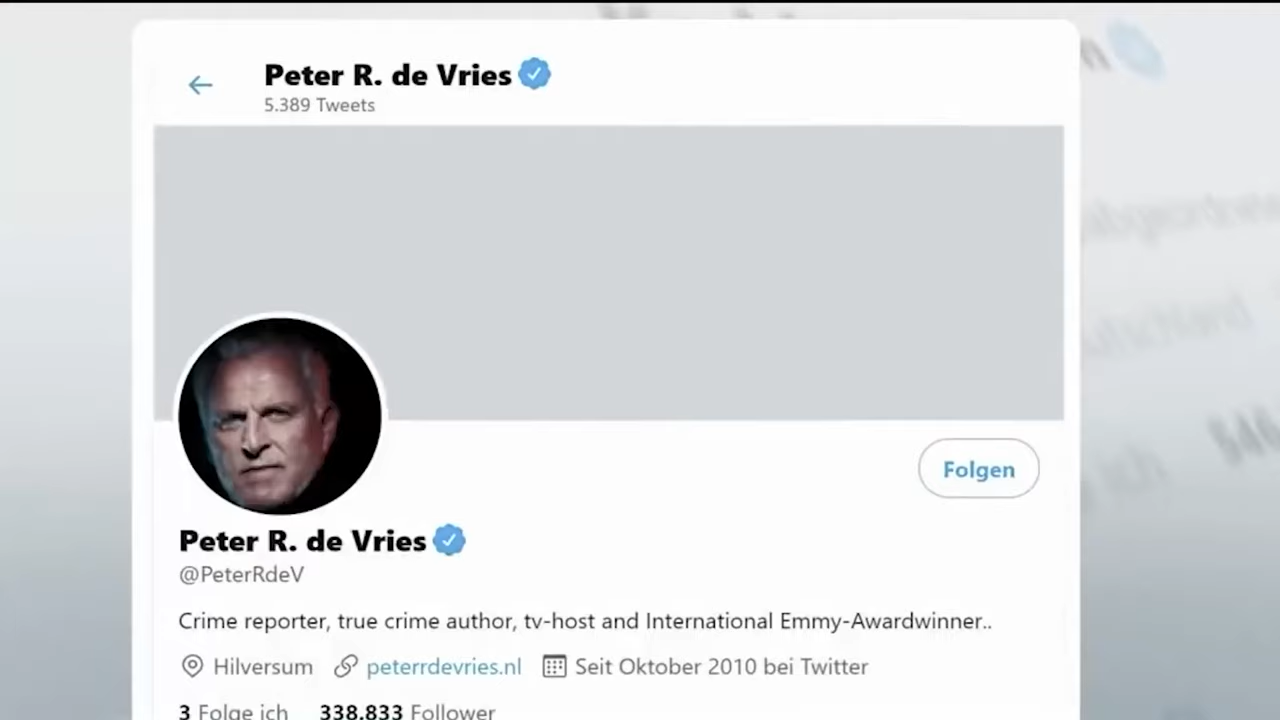 Peter R. de Vries
5.389 Tweets
Folgen
Peter R. de Vries
@PeterRdeV
Crime reporter, true crime author, tv-host and International Emmy-Awardwinner..
Hilversum peterrdevries.nl Seit Oktober 2010 bei Twitter
3 Folge ich 338.833 Follower